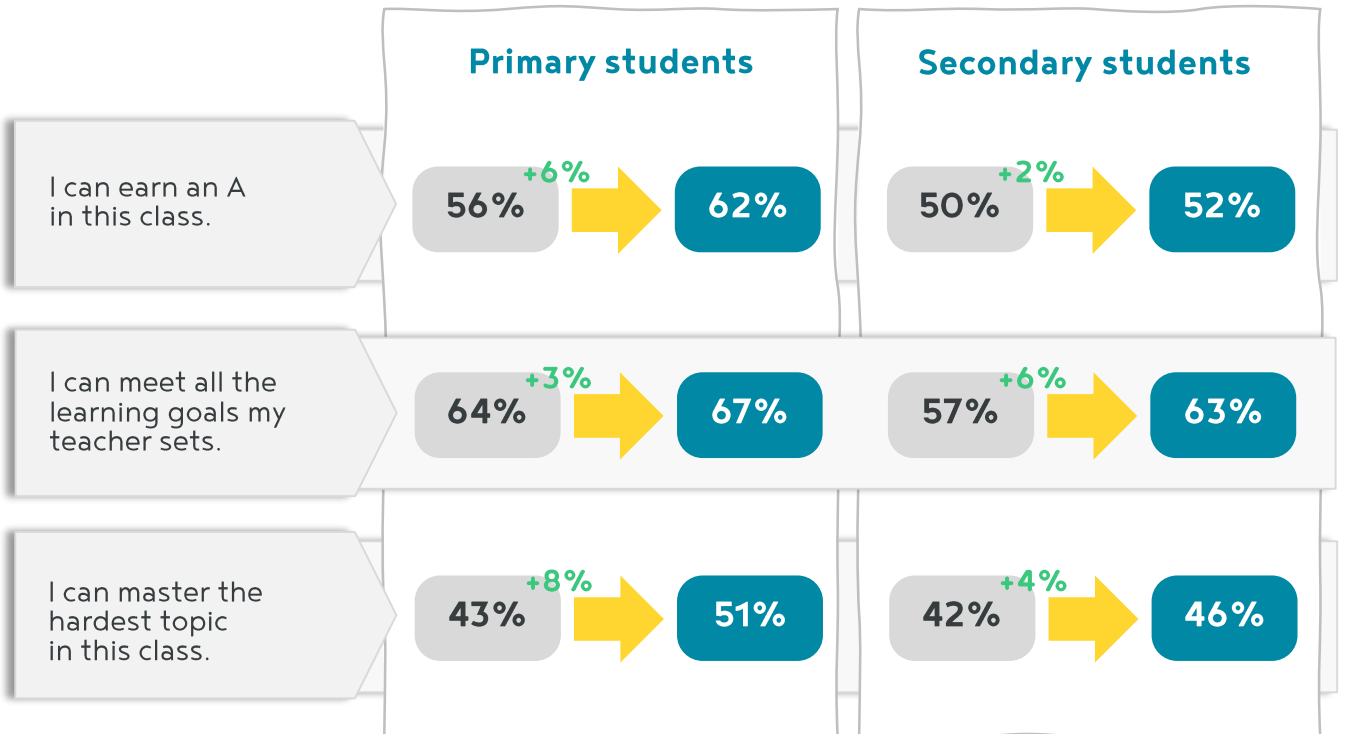 Primary students
Secondary students
I can earn an A
in this class.
56%
+6%
62%
50%
+2%
52%
I can meet all the
learning goals my
teacher sets.
64%
+3%
67%
57%
+6%
63%
I can master the
hardest topic
in this class.
43%
+8%
51%
42%
+4%
46%